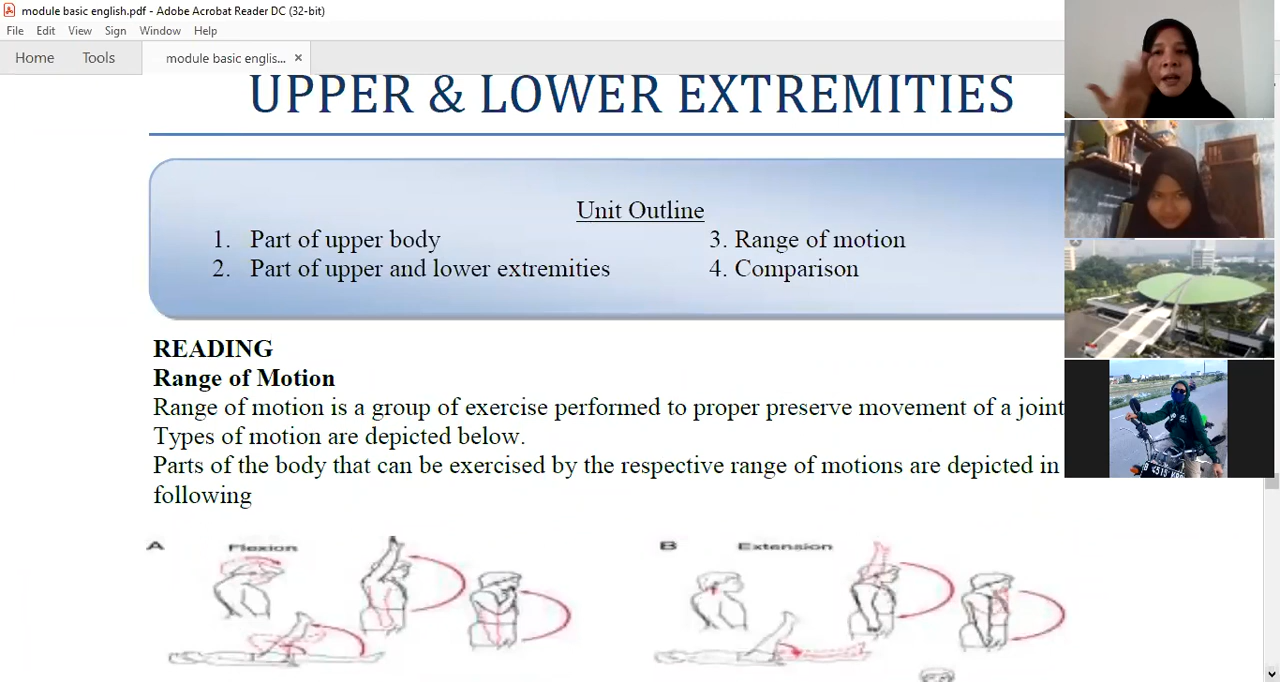 module basic english.pdf - Adobe Acrobat Reader DC (32-bit)
File Edit View Sign Window Help
Home Tools module basic englis... ×
UPPER & LOWER EXTREMITIES
Unit Outline
1. Part of upper body
2. Part of upper and lower extremities
3. Range of motion
4. Comparison
READING
Range of Motion
Range of motion is a group of exercise performed to proper preserve movement of a joint
Types of motion are depicted below.
Parts of the body that can be exercised by the respective range of motions are depicted in
following
A Flexion
B Extension